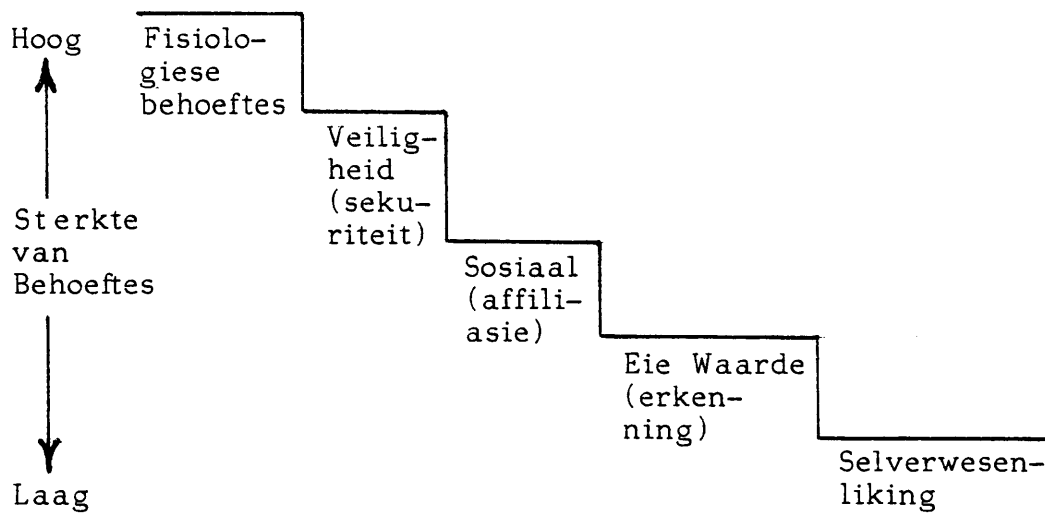 Hoog
Sterkte
van
Behoeftes
Laag
Fisiolo-
giese
behoeftes
Veilig-
heid
(seku-
riteit)
Sosiaal
(affili-
asie)
Eie Waarde
(erken-
ning)
Selverwesen-
liking